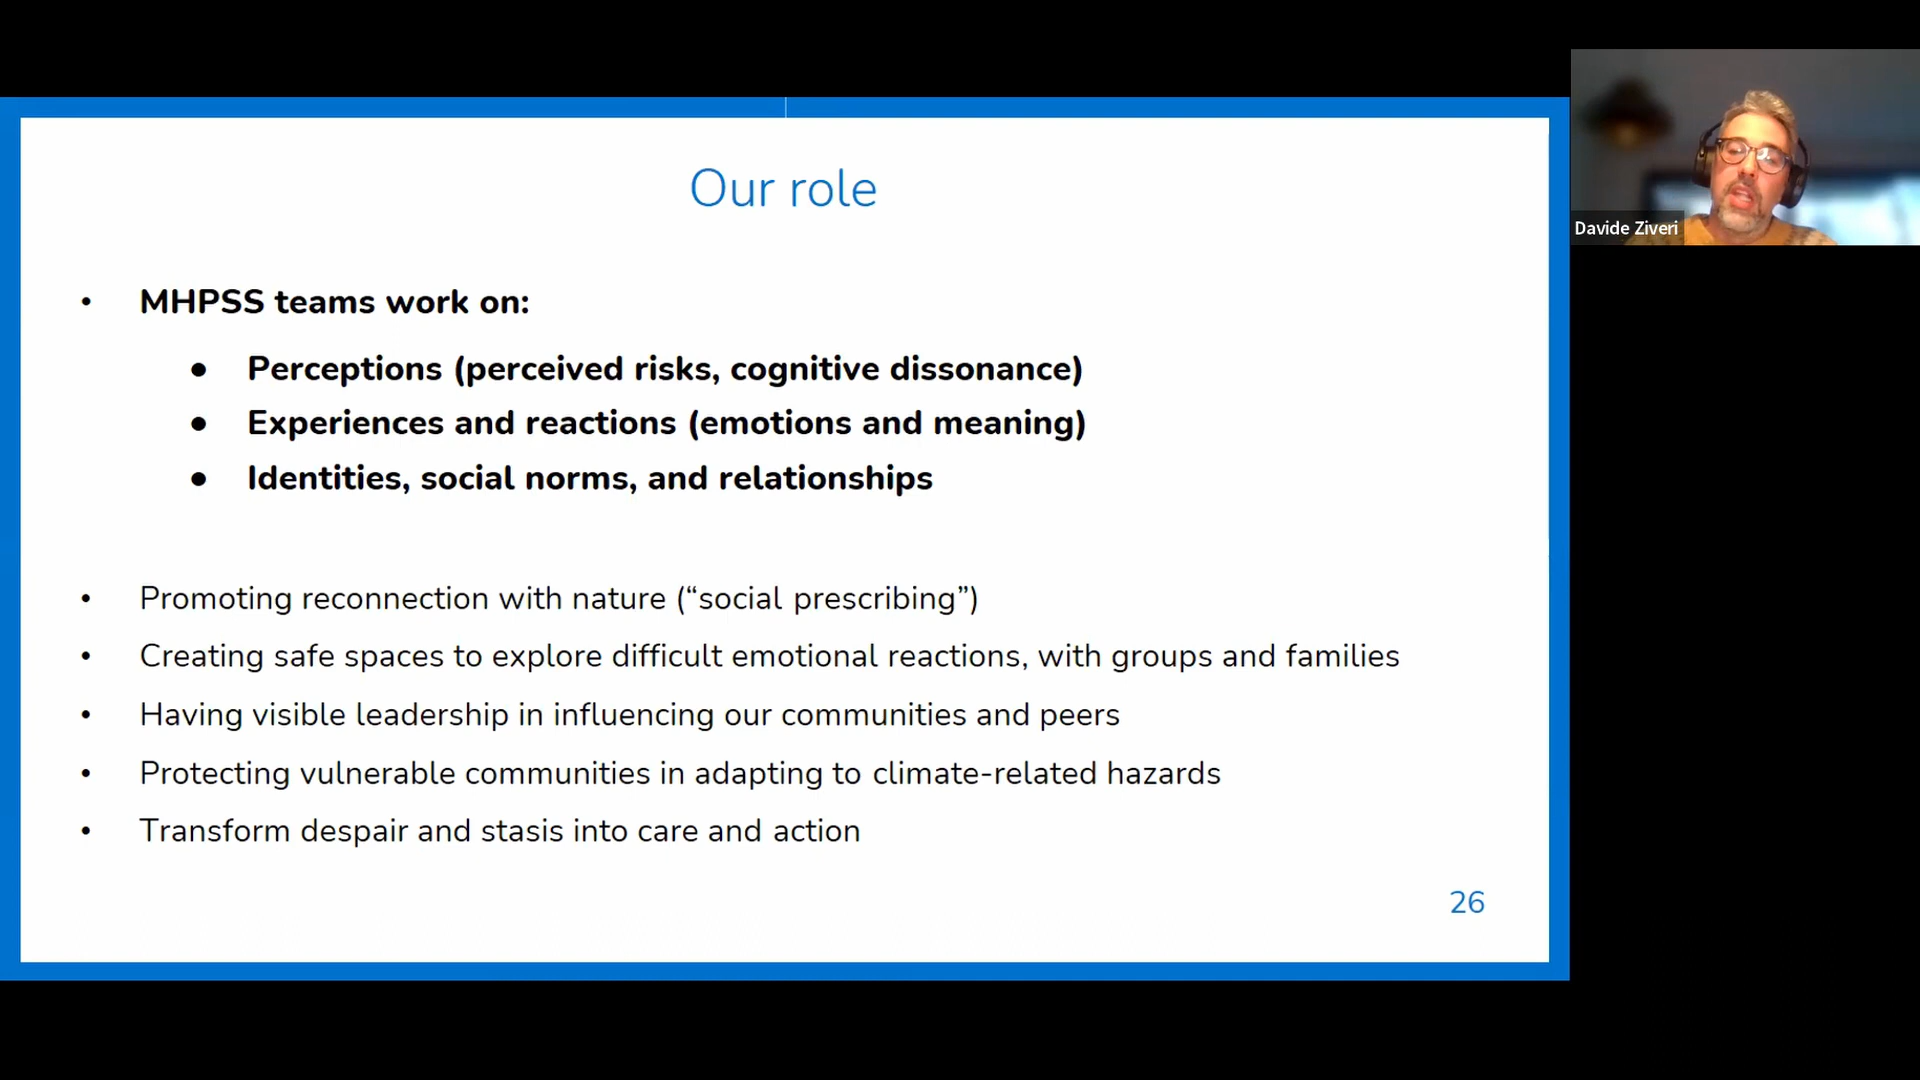 Our role
• MHPSS teams work on:
● Perceptions (perceived risks, cognitive dissonance)
● Experiences and reactions (emotions and meaning)
● Identities, social norms, and relationships
• Promoting reconnection with nature (“social prescribing”)
• Creating safe spaces to explore difficult emotional reactions, with groups and families
• Having visible leadership in influencing our communities and peers
• Protecting vulnerable communities in adapting to climate-related hazards
• Transform despair and stasis into care and action
26
Davide Ziveri